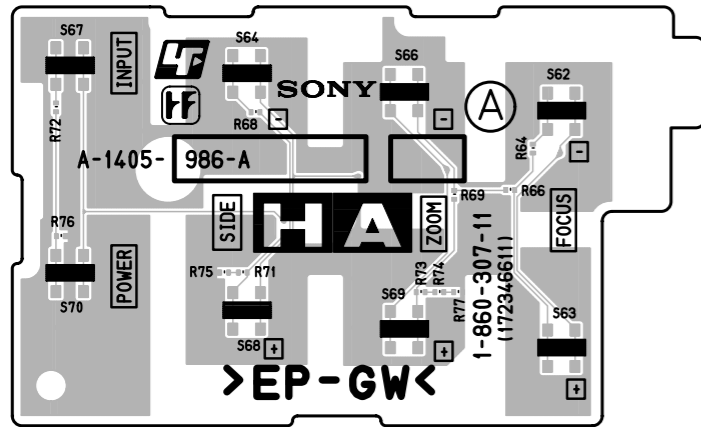 S67
INPUT
S64
SONY
S66
A
S62
R72
R68
-
-
R64
-
A-1405- 986-A
R69
R66
R76
SIDE
HA
ZOOM
FOCUS
POWER
R75
R71
R73
R74
R77
1-860-307-11
(172346611)
S70
S68
+
S69
+
S63
+
>EP-GW<